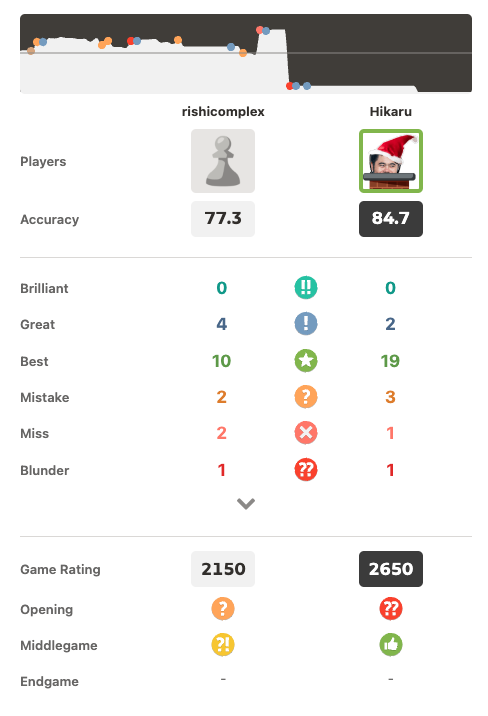 rishicomplex Hikaru
Players
Accuracy 77.3 84.7
Brilliant 0 !! 0
Great 4 ! 2
Best 10 19
Mistake 2 ? 3
Miss 2 1
Blunder 1 ?? 1
Game Rating 2150 2650
Opening ? ??
Middlegame ?!
Endgame - -